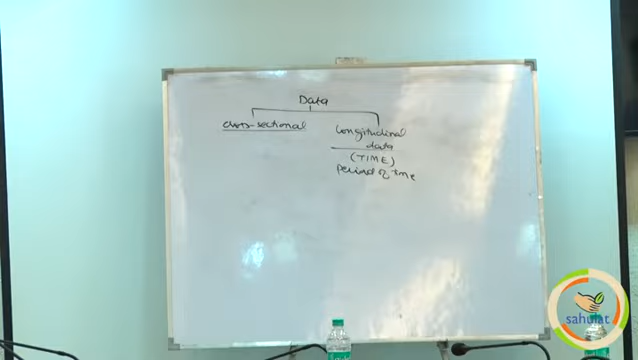 Data
cross-sectional
Longitudinal
data
(TIME)
Period of Time
sahulat